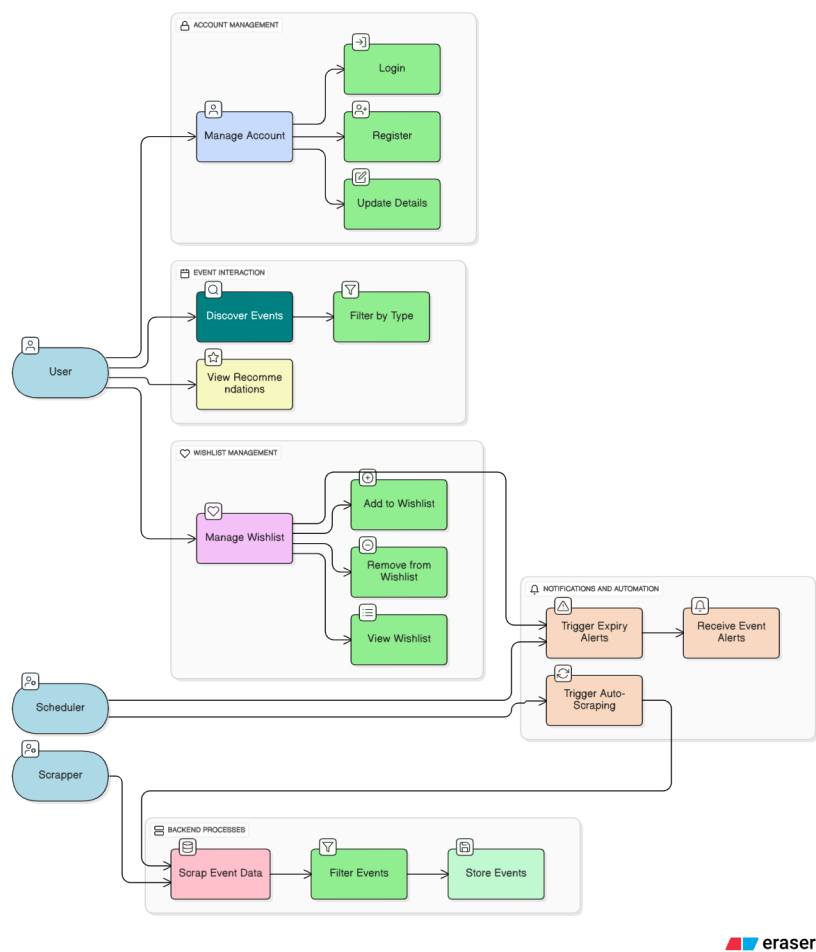 ACCOUNT MANAGEMENT
Login
Manage Account
Register
Update Details
EVENT INTERACTION
Discover Events
Filter by Type
User
View Recomme
ndations
WISHLIST MANAGEMENT
Add to Wishlist
Manage Wishlist
Remove from
Wishlist
View Wishlist
NOTIFICATIONS AND AUTOMATION
Trigger Expiry
Alerts
Receive Event
Alerts
Scheduler
Trigger Auto-
Scraping
Scrapper
BACKEND PROCESSES
Scrap Event Data
Filter Events
Store Events
eraser